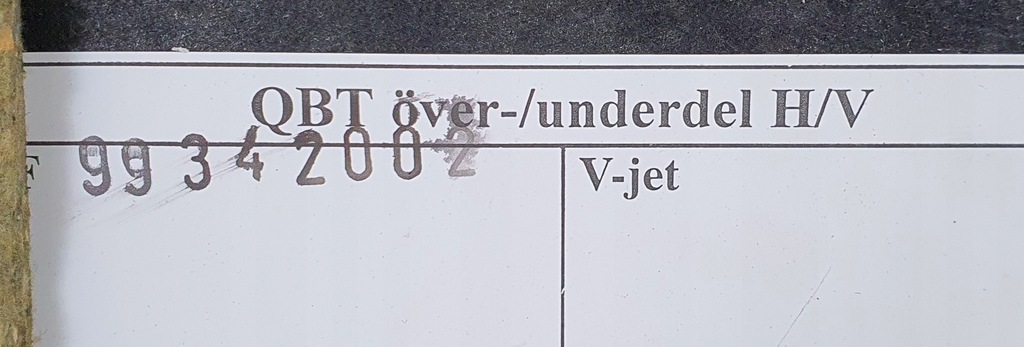 QBT över-/underdel H/V
F 99342002
V-jet